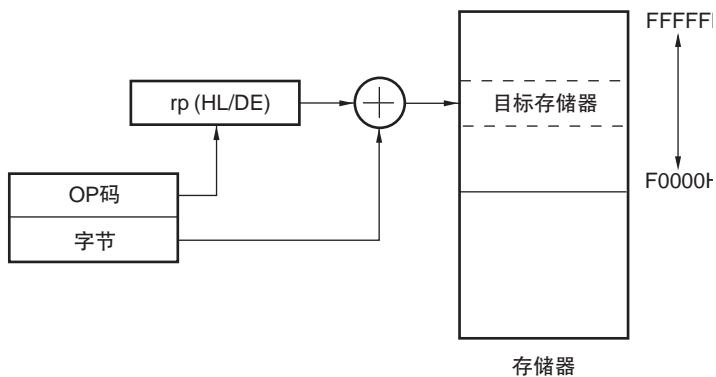 FFFFFH
rp (HL/DE)
目标存储器
OP码
F0000H
字节
存储器